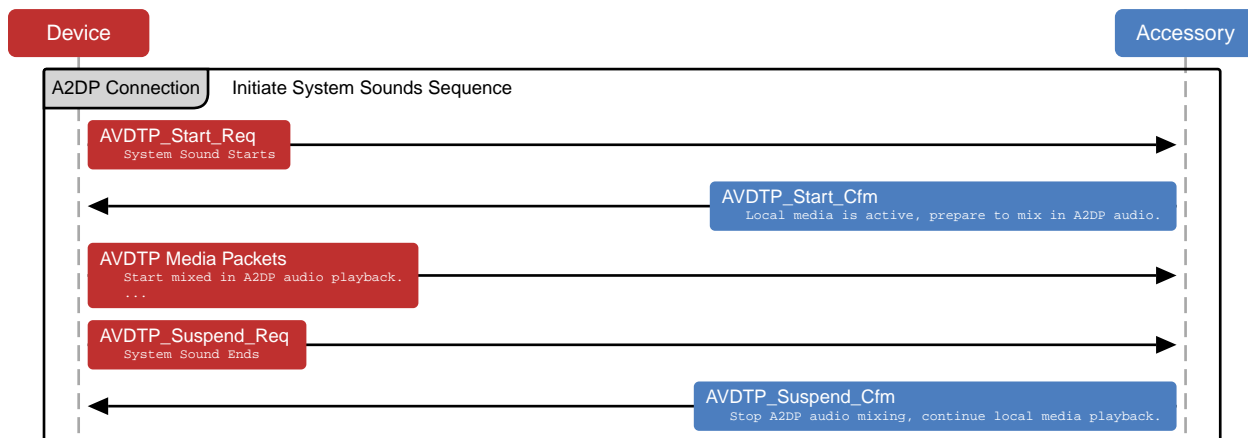 Device
Accessory
A2DP Connection
Initiate System Sounds Sequence
AVDTP_Start_Req
System Sound Starts
AVDTP_Start_Cfm
Local media is active, prepare to mix in A2DP audio.
AVDTP Media Packets
Start mixed in A2DP audio playback.
...
AVDTP_Suspend_Req
System Sound Ends
AVDTP_Suspend_Cfm
Stop A2DP audio mixing, continue local media playback.